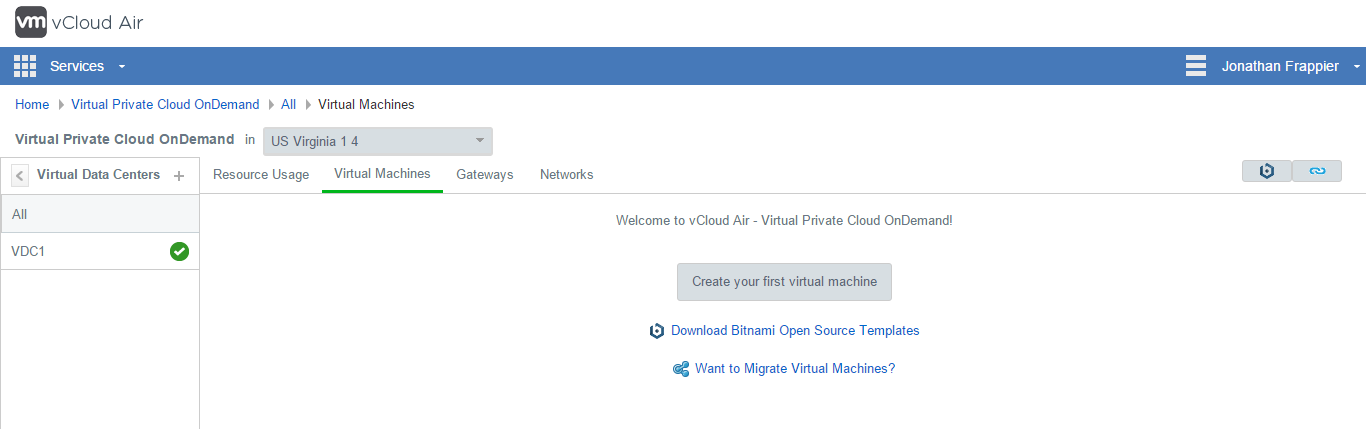 vm vCloud Air
Services Jonathan Frappier
Home Virtual Private Cloud OnDemand All Virtual Machines
Virtual Private Cloud OnDemand in US Virginia 1 4
Virtual Data Centers + Resource Usage Virtual Machines Gateways Networks
All
Welcome to vCloud Air - Virtual Private Cloud OnDemand!
VDC1
Create your first virtual machine
Download Bitnami Open Source Templates
Want to Migrate Virtual Machines?